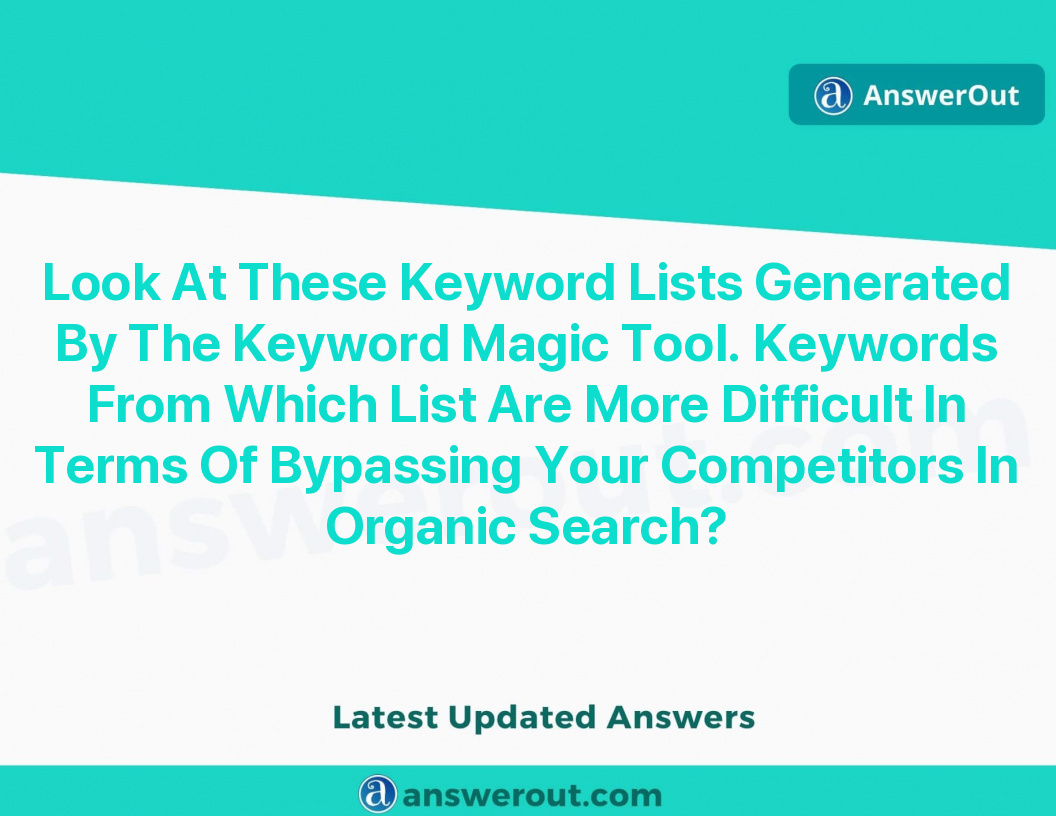 AnswerOut
Look At These Keyword Lists Generated
By The Keyword Magic Tool. Keywords
From Which List Are More Difficult In
Terms Of Bypassing Your Competitors In
Organic Search?
answerout.com
Latest Updated Answers
answerout.com